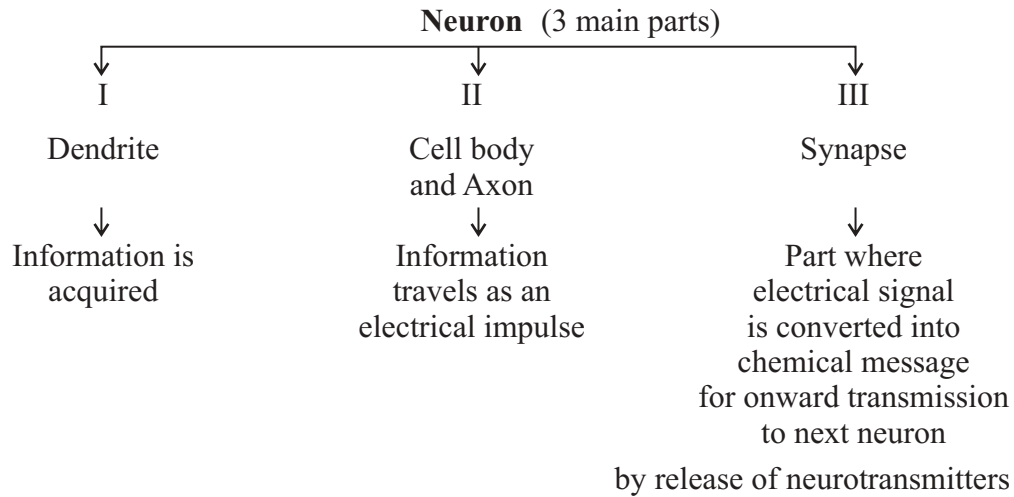 Neuron (3 main parts)
I
Dendrite
Information is
acquired
II
Cell body
and Axon
Information
travels as an
electrical impulse
III
Synapse
Part where
electrical signal
is converted into
chemical message
for onward transmission
to next neuron
by release of neurotransmitters